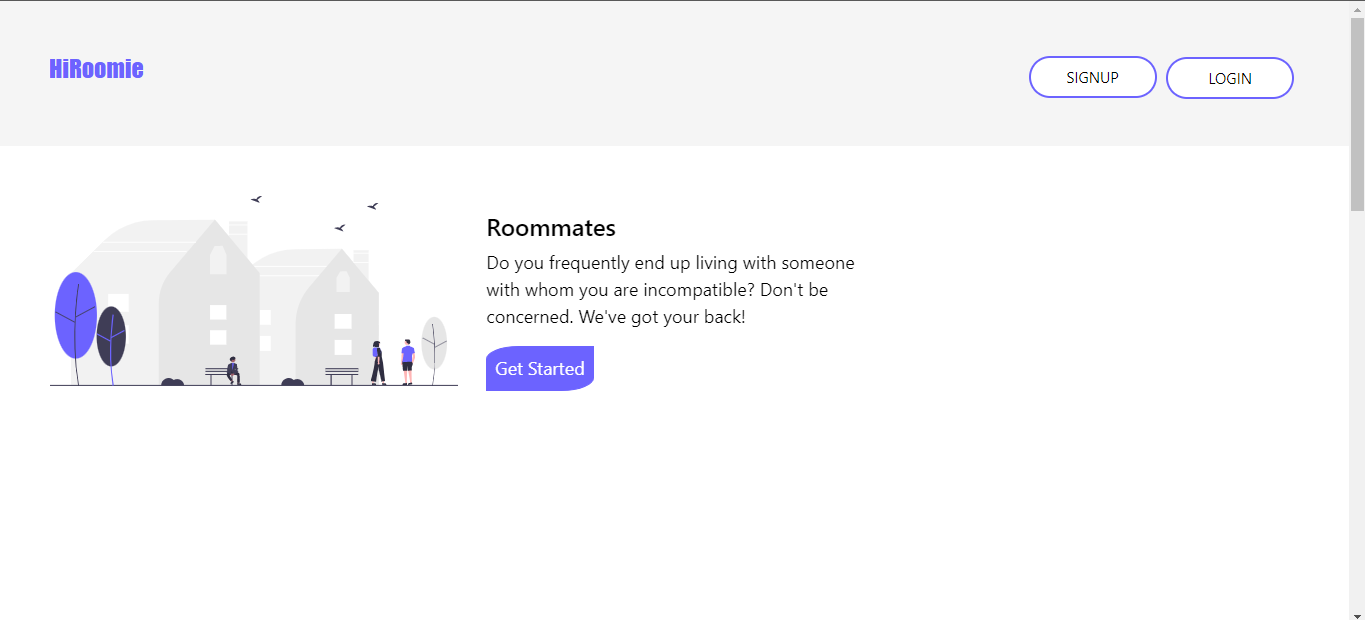 HiRoomie
SIGNUP
LOGIN
Roommates
Do you frequently end up living with someone
with whom you are incompatible? Don't be
concerned. We've got your back!
Get Started